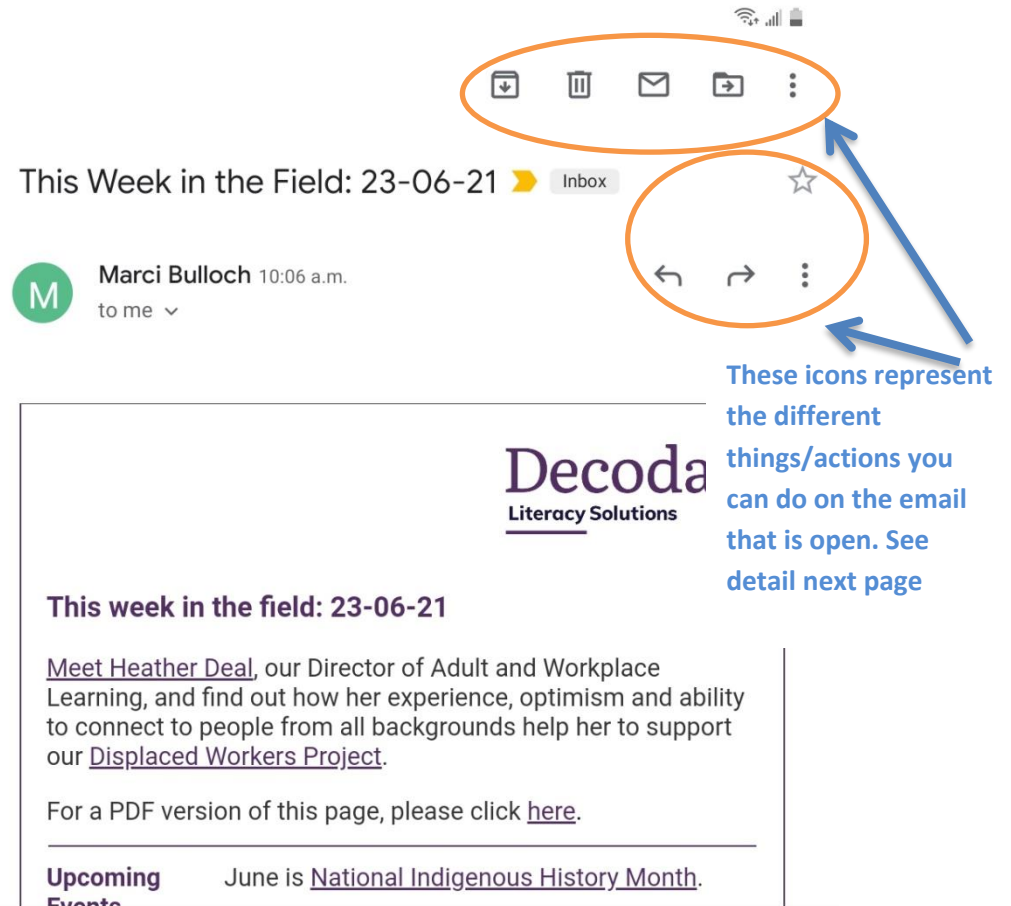 This Week in the Field: 23-06-21 Inbox
M
Marci Bulloch 10:06 a.m.
to me
These icons represent
the different
things/actions you
can do on the email
that is open. See
detail next page
Decoda
Literacy Solutions
This week in the field: 23-06-21
Meet Heather Deal, our Director of Adult and Workplace
Learning, and find out how her experience, optimism and ability
to connect to people from all backgrounds help her to support
our Displaced Workers Project.
For a PDF version of this page, please click here.
Upcoming June is National Indigenous History Month.
Events